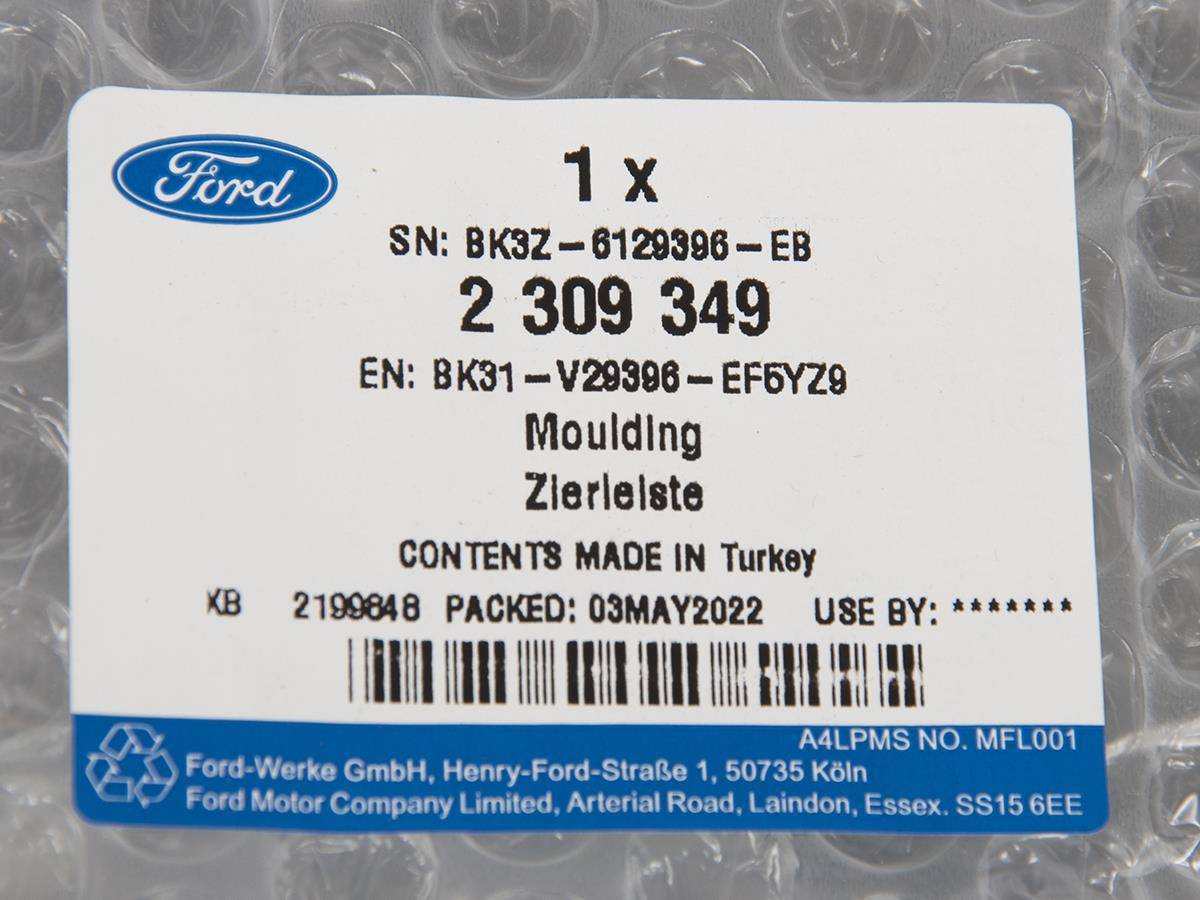 Ford
1 x
SN: BK3Z-6129396-EB
2 309 349
EN: BK31-V29396-EF5YZ9
Moulding
Zierleiste
CONTENTS MADE IN Turkey
XB 2199848 PACKED: 03MAY2022 USE BY: *******
A4LPMS NO. MFL001
Ford-Werke GmbH, Henry-Ford-Straße 1, 50735 Köln
Ford Motor Company Limited, Arterial Road, Laindon, Essex. SS15 6EE